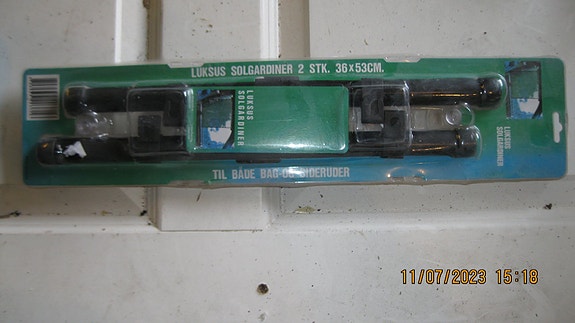 LUKSUS SOLGARDINER 2 STK. 36x53CM.
LUKSUS
SOLGARDINER
LUKSUS
SOLGARDINER
TIL BÅDE BAG-OG SIDERUDER
11/07/2023 15:18